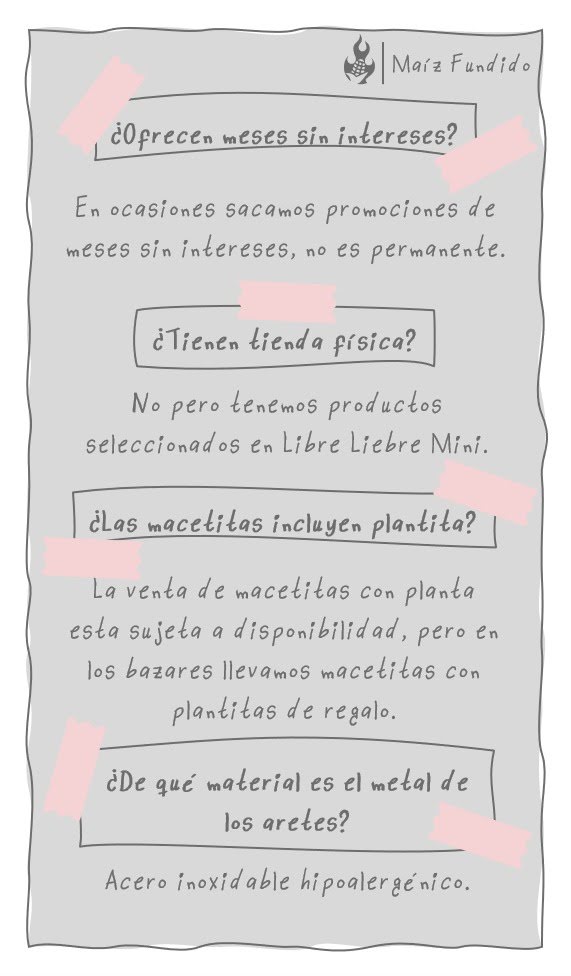 Maíz Fundido
¿Ofrecen meses sin intereses?
En ocasiones sacamos promociones de
meses sin intereses, no es permanente.
¿Tienen tienda física?
No pero tenemos productos
seleccionados en Libre Liebre Mini.
¿Las macetitas incluyen plantita?
La venta de macetitas con planta
esta sujeta a disponibilidad, pero en
los bazares llevamos macetitas con
plantitas de regalo.
¿De qué material es el metal de
los aretes?
Acero inoxidable hipoalergénico.